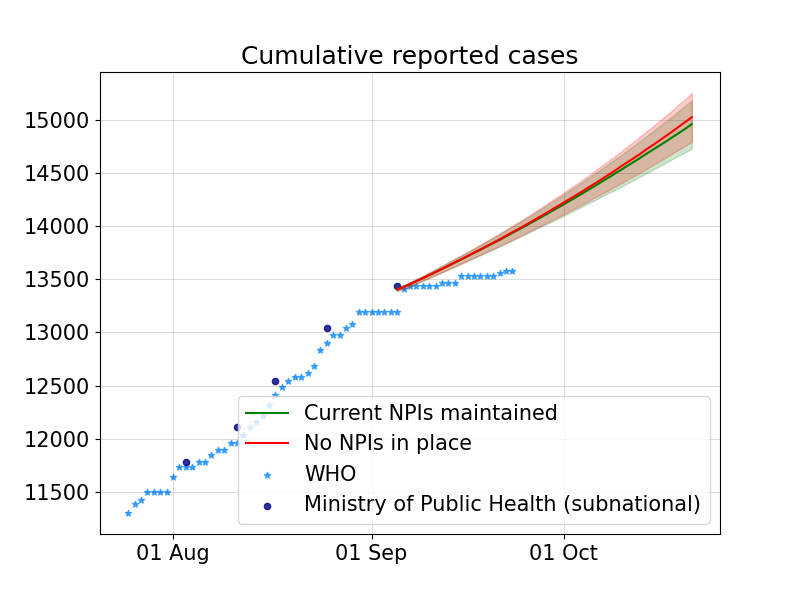 Cumulative reported cases
15000
14500
14000
13500
13000
12500
12000
11500
Current NPIs maintained
No NPIs in place
WHO
Ministry of Public Health (subnational)
01 Aug
01 Sep
01 Oct